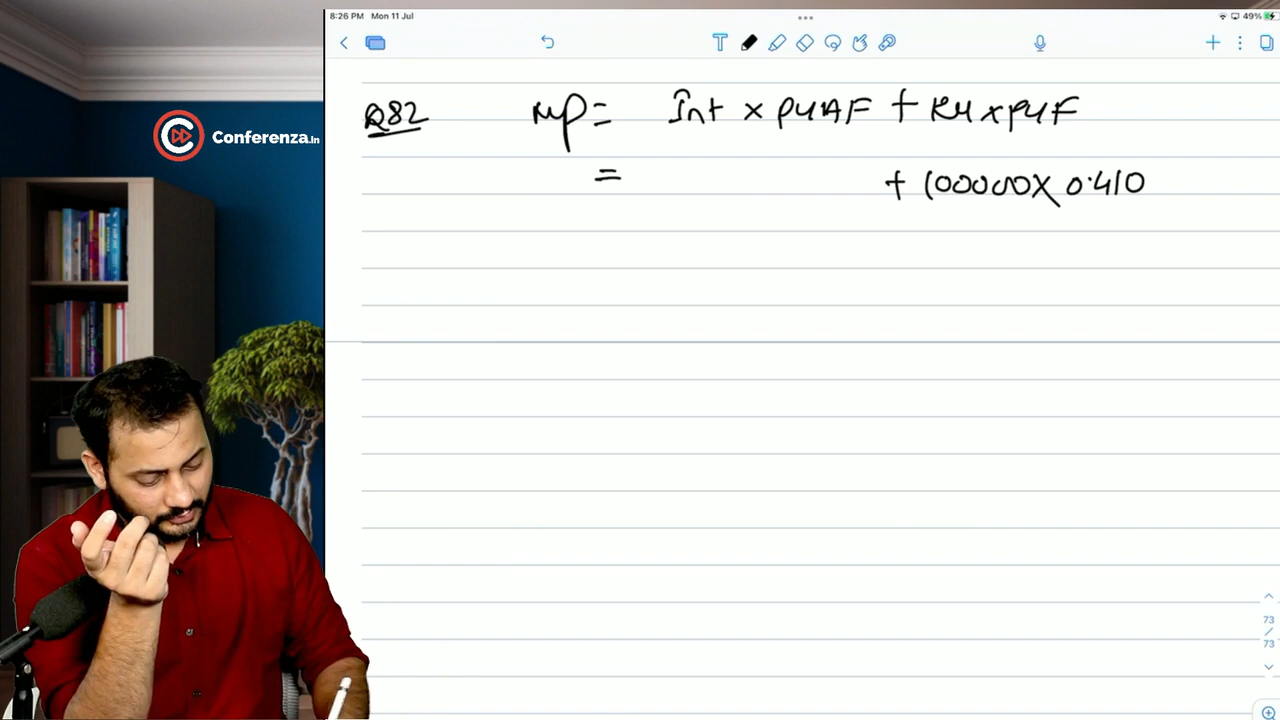 8:26 PM Mon 11 Jul
49%
Conferenza.In
Q82 MP = Int x PVAF + RV x PVF
= + 100000 x 0.410
73
/
73